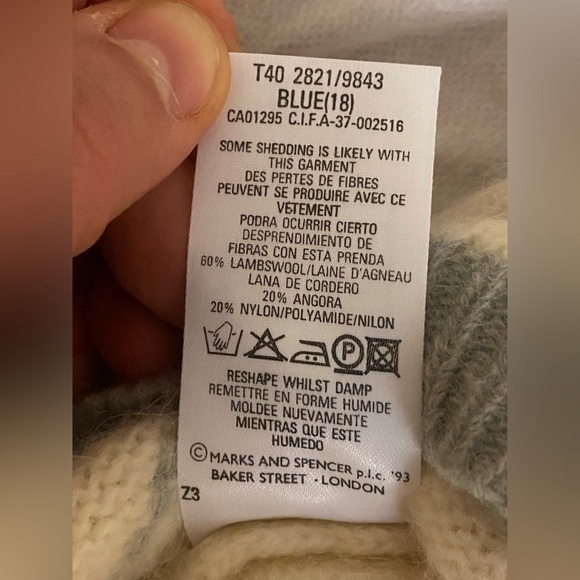 T40 2821/9843
BLUE(18)
CA01295 C.I.F.A-37-002516
SOME SHEDDING IS LIKELY WITH
THIS GARMENT
DES PERTES DE FIBRES
PEUVENT SE PRODUIRE AVEC CE
VETEMENT
PODRA OCURRIR CIERTO
DESPRENDIMIENTO DE
FIBRAS CON ESTA PRENDA
60% LAMBSWOOL/LAINE D'AGNEAU
LANA DE CORDERO
20% ANGORA
20% NYLON/POLYAMIDE/NILON
P
RESHAPE WHILST DAMP
REMETTRE EN FORME HUMIDE
MOLDEE NUEVAMENTE
MIENTRAS QUE ESTE
HUMEDO
© MARKS AND SPENCER p.l.c. '93
BAKER STREET · LONDON
Z3